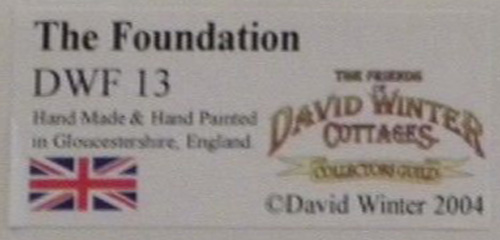 The Foundation
DWF 13
Hand Made & Hand Painted
in Gloucestershire, England
THE FRIENDS
OF
DAVID WINTER
COTTAGES
COLLECTORS GUILD
©David Winter 2004